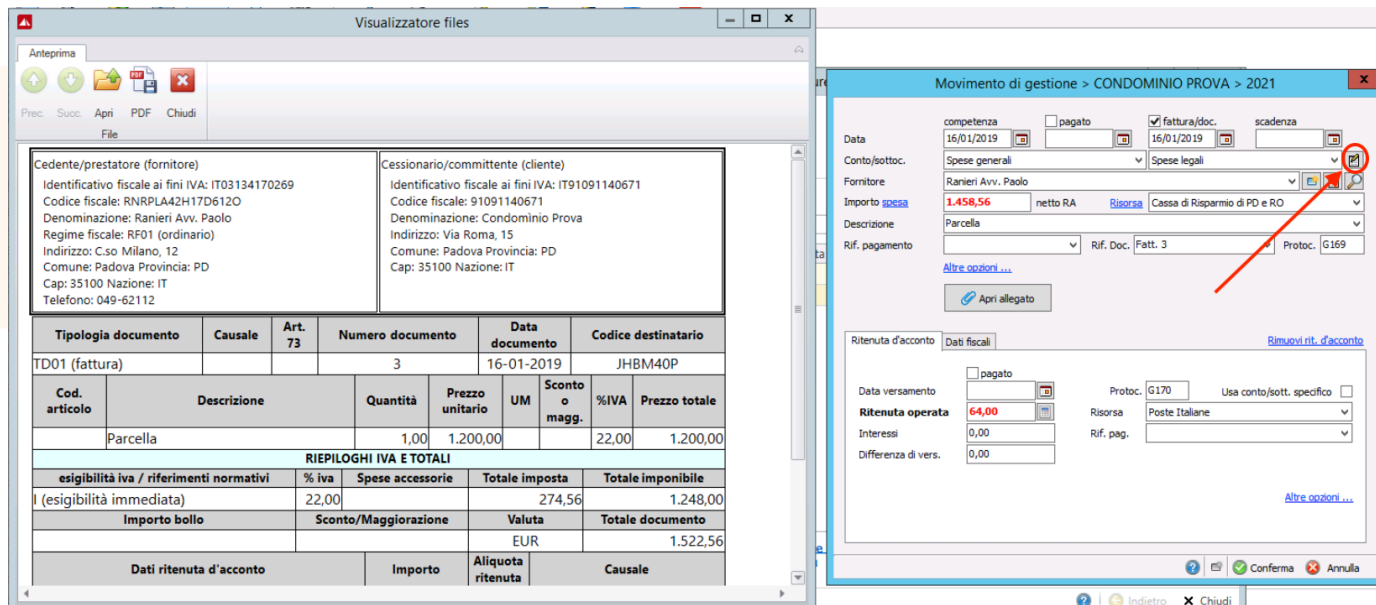 Visualizzatore files
Anteprima
Prec. Succ. Apri PDF Chiudi
File
Cedente/prestatore (fornitore)
Identificativo fiscale ai fini IVA: IT03134170269
Codice fiscale: RNRPLA42H17D612O
Denominazione: Ranieri Avv. Paolo
Regime fiscale: RF01 (ordinario)
Indirizzo: C.so Milano, 12
Comune: Padova Provincia: PD
Cap: 35100 Nazione: IT
Telefono: 049-62112
Cessionario/committente (cliente)
Identificativo fiscale ai fini IVA: IT91091140671
Codice fiscale: 91091140671
Denominazione: Condominio Prova
Indirizzo: Via Roma, 15
Comune: Padova Provincia: PD
Cap: 35100 Nazione: IT
Tipologia documento Causale Art. 73 Numero documento Data documento Codice destinatario
TD01 (fattura) 3 16-01-2019 JHBM40P
Cod. articolo Descrizione Quantità Prezzo unitario UM Sconto o magg. %IVA Prezzo totale
Parcella 1,00 1.200,00 22,00 1.200,00
RIEPILOGHI IVA E TOTALI
esigibilità iva / riferimenti normativi % iva Spese accessorie Totale imposta Totale imponibile
I (esigibilità immediata) 22,00 274,56 1.248,00
Importo bollo Sconto/Maggiorazione Valuta Totale documento
EUR 1.522,56
Dati ritenuta d'acconto Importo Aliquota ritenuta Causale
Movimento di gestione > CONDOMINIO PROVA > 2021
competenza pagato fattura/doc. scadenza
Data 16/01/2019 16/01/2019
Conto/sottoc. Spese generali Spese legali
Fornitore Ranieri Avv. Paolo
Importo spesa 1.458,56 netto RA Risorsa Cassa di Risparmio di PD e RO
Descrizione Parcella
Rif. pagamento Rif. Doc. Fatt. 3 Protoc. G169
Altre opzioni ...
Apri allegato
Ritenuta d'acconto Dati fiscali Rimuovi rit. d'acconto
pagato
Data versamento Protoc. G170 Usa conto/sott. specifico
Ritenuta operata 64,00 Risorsa Poste Italiane
Interessi 0,00 Rif. pag.
Differenza di vers. 0,00
Altre opzioni ...
Conferma Annulla
Indietro Chiudi